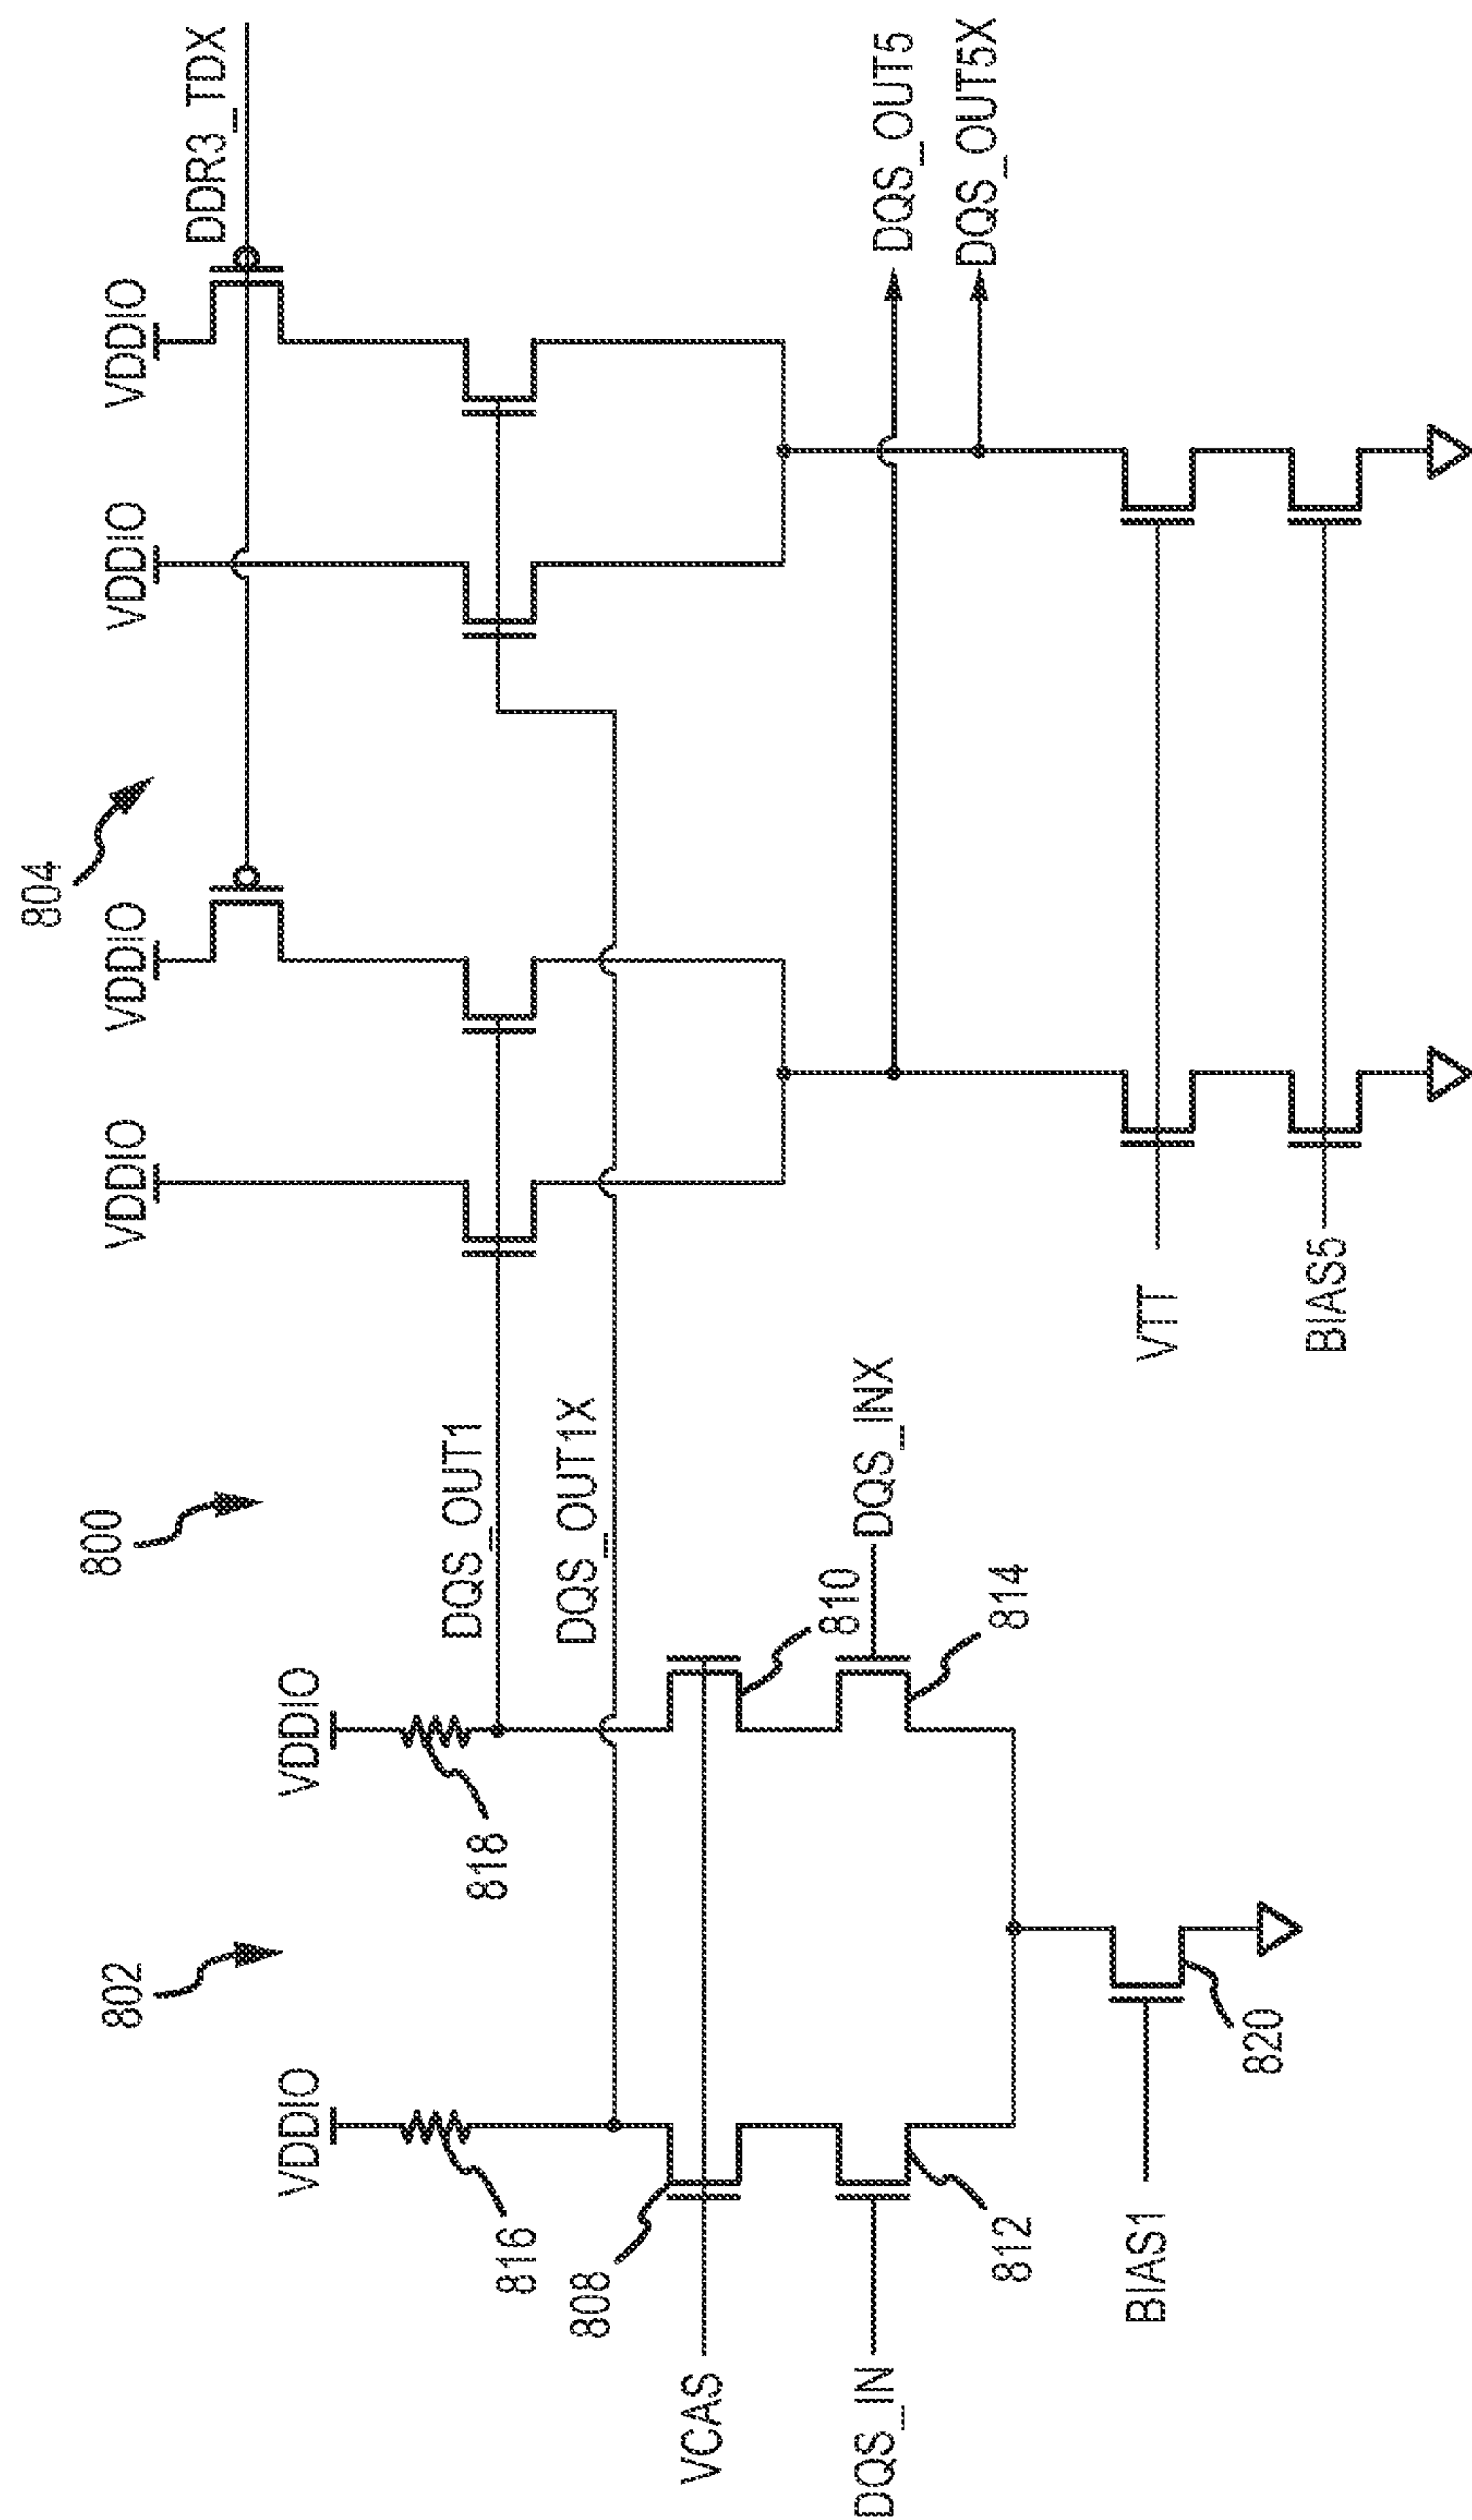 800
802
804
VDDIO
VDDIO
VDDIO
VDDIO
DDR3_TDX
VDDIO
VDDIO
816
818
DQS_OUT1
DQS_OUT1X
808
810
VCAS
DQS_IN
DQS_INX
812
814
BIAS1
820
DQS_OUT5
DQS_OUT5X
VTT
BIAS5